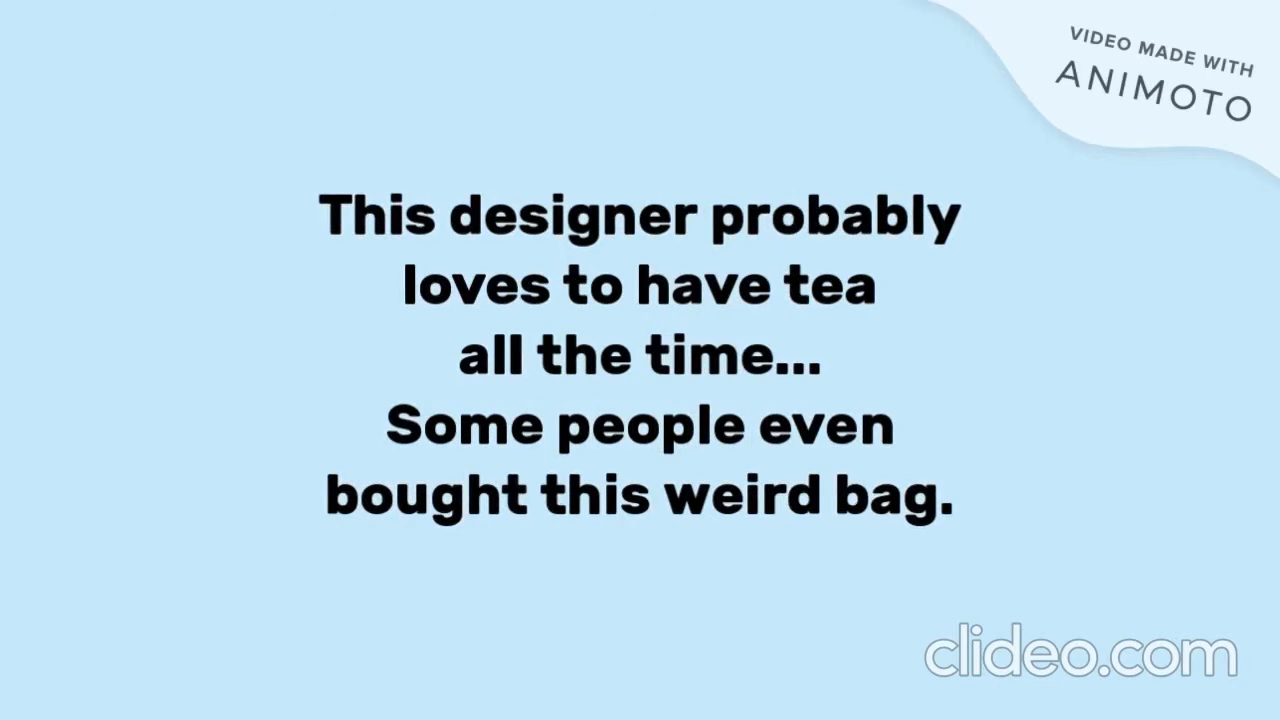 VIDEO MADE WITH
ANIMOTO
This designer probably
loves to have tea
all the time...
Some people even
bought this weird bag.
clideo.com